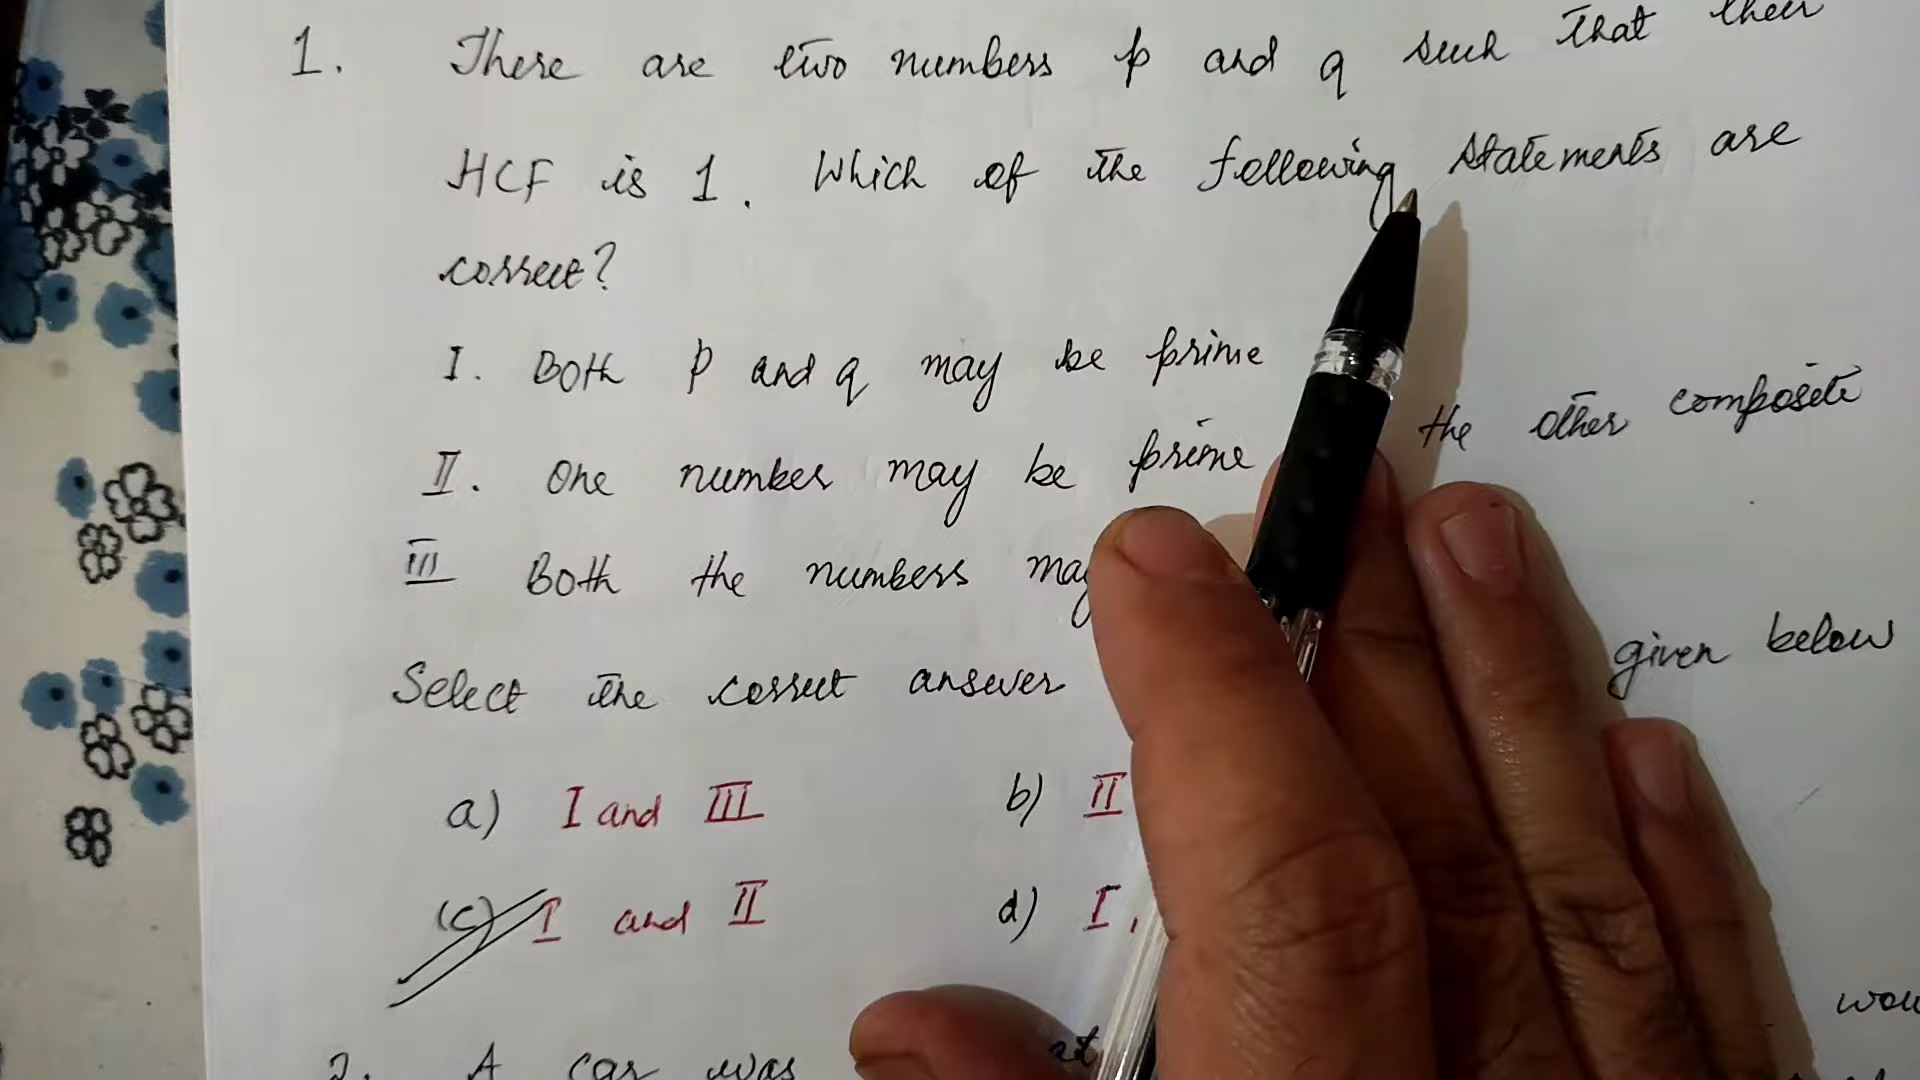 1. There are two numbers p and q such that their
HCF is 1. Which of the following statements are
correct?
I. Both p and q may be prime
II. One number may be prime the other composite
III Both the numbers may
Select the correct answer given below
a) I and III b) II
(c) I and II d) I,
2. A car was at